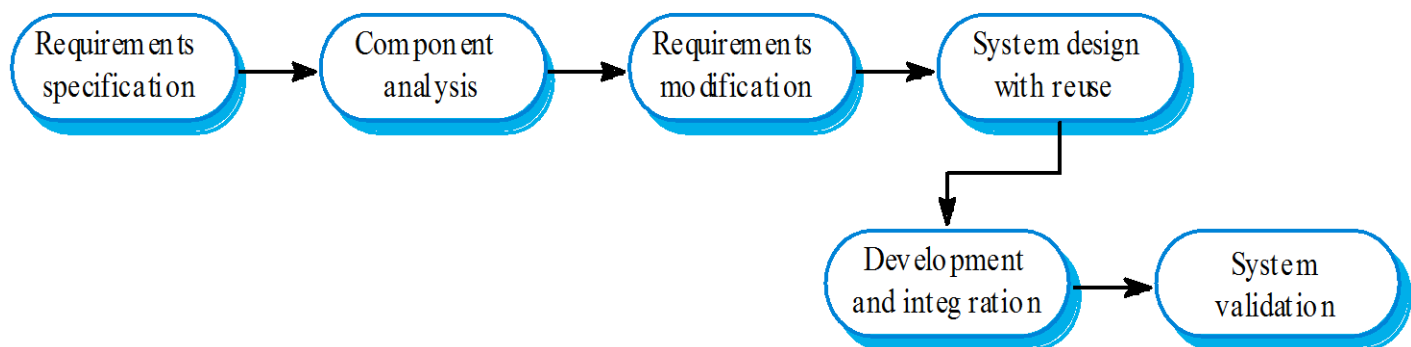 Requirements
specification
Component
analysis
Requirements
modification
System design
with reuse
Development
and integration
System
validation